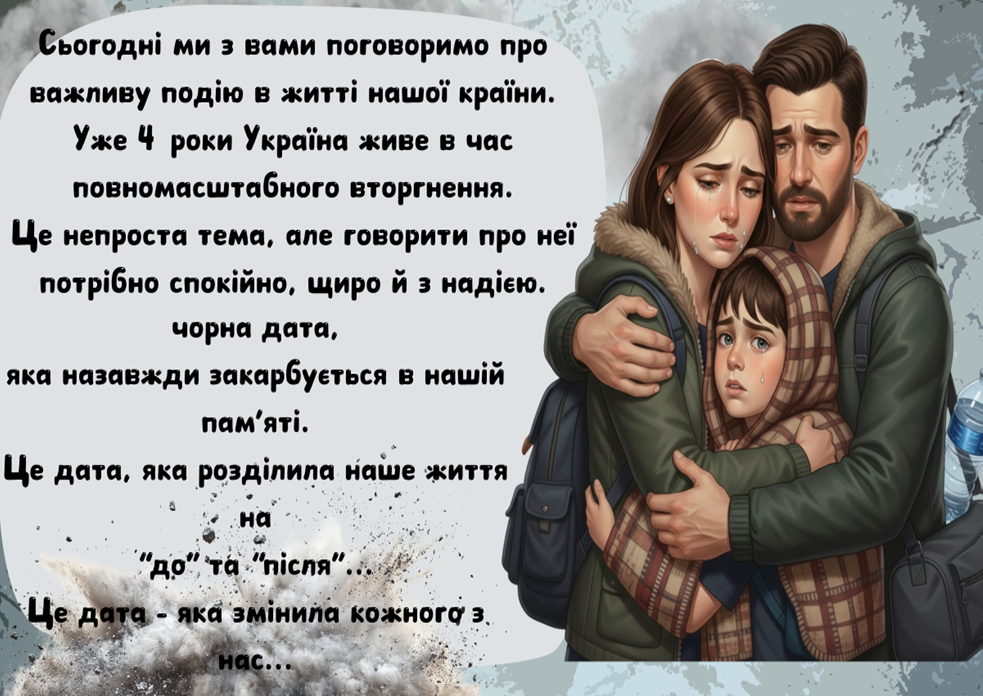 Сьогодні ми з вами поговоримо про
важливу подію в житті нашої країни.
Уже 4 роки Україна живе в час
повномасштабного вторгнення.
Це непроста тема, але говорити про неї
потрібно спокійно, щиро й з надією.
чорна дата,
яка назавжди закарбується в нашій
пам’яті.
Це дата, яка розділила наше життя
на
“до” та “після”...
Це дата - яка змінила кожного з
нас...